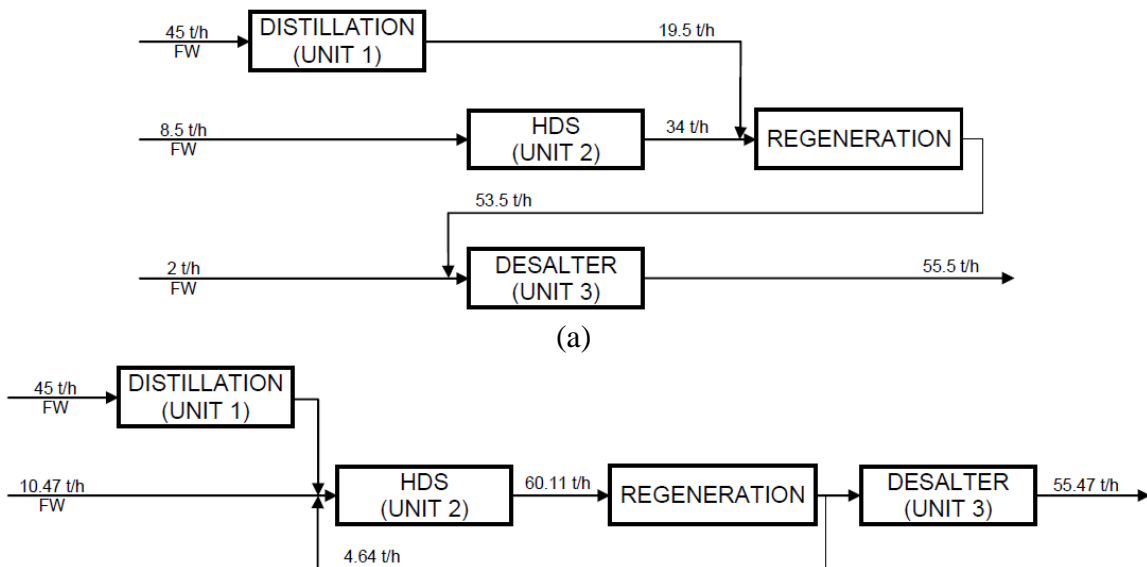 45 t/h
FW
DISTILLATION
(UNIT 1)
19.5 t/h
8.5 t/h
FW
HDS
(UNIT 2)
34 t/h
REGENERATION
53.5 t/h
2 t/h
FW
DESALTER
(UNIT 3)
55.5 t/h
(a)
45 t/h
FW
DISTILLATION
(UNIT 1)
10.47 t/h
FW
HDS
(UNIT 2)
60.11 t/h
REGENERATION
DESALTER
(UNIT 3)
55.47 t/h
4.64 t/h